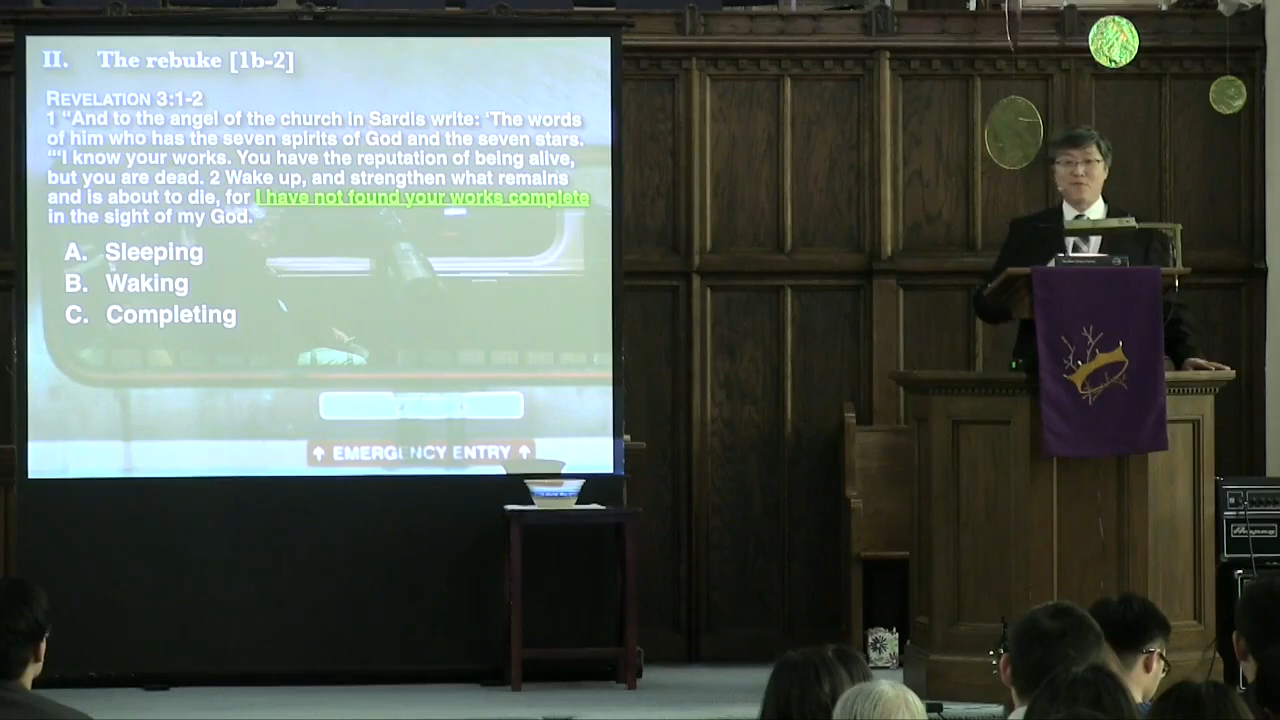 II. The rebuke [1b-2]
REVELATION 3:1-2
1 "And to the angel of the church in Sardis write: 'The words
of him who has the seven spirits of God and the seven stars.
"'I know your works. You have the reputation of being alive,
but you are dead. 2 Wake up, and strengthen what remains
and is about to die, for I have not found your works complete
in the sight of my God.
A. Sleeping
B. Waking
C. Completing
↑ EMERGENCY ENTRY ↑